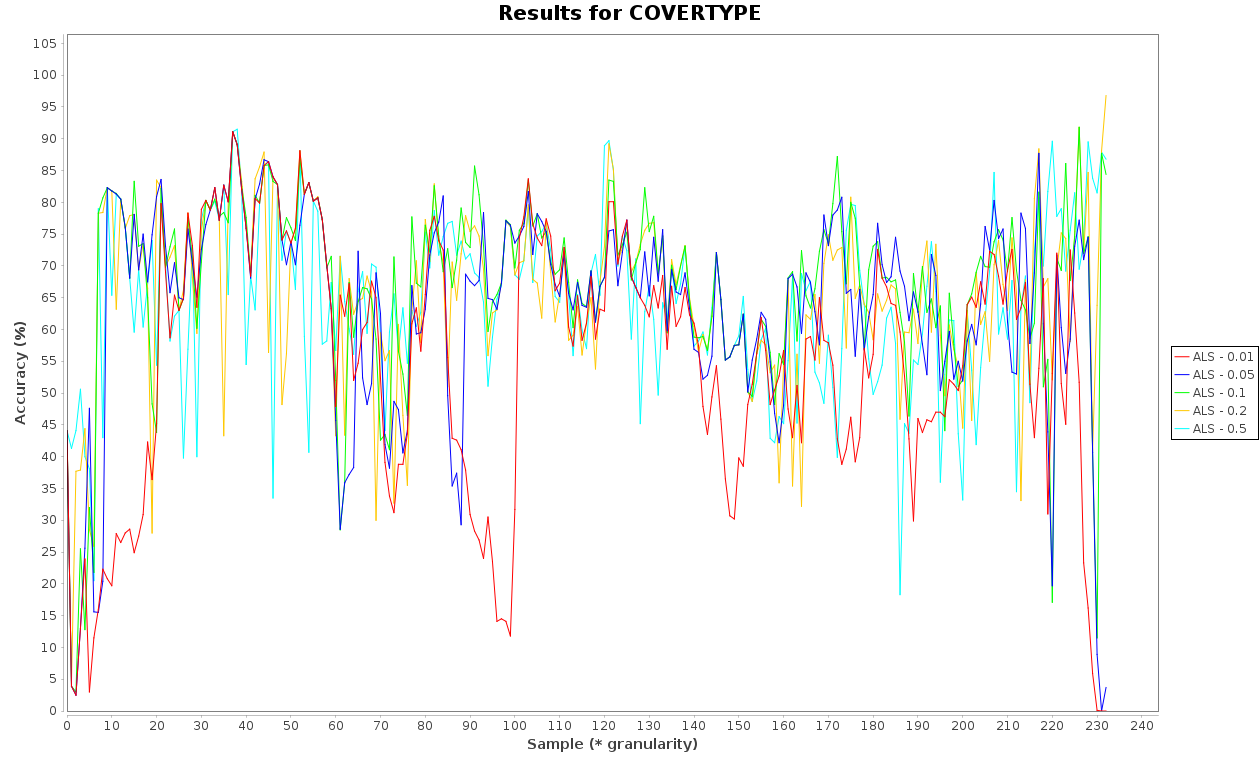 Results for COVERTYPE
Accuracy (%)
105
100
95
90
85
80
75
70
65
60
55
50
45
40
35
30
25
20
15
10
5
0
0 10 20 30 40 50 60 70 80 90 100 110 120 130 140 150 160 170 180 190 200 210 220 230 240
Sample (* granularity)
ALS - 0.01
ALS - 0.05
ALS - 0.1
ALS - 0.2
ALS - 0.5